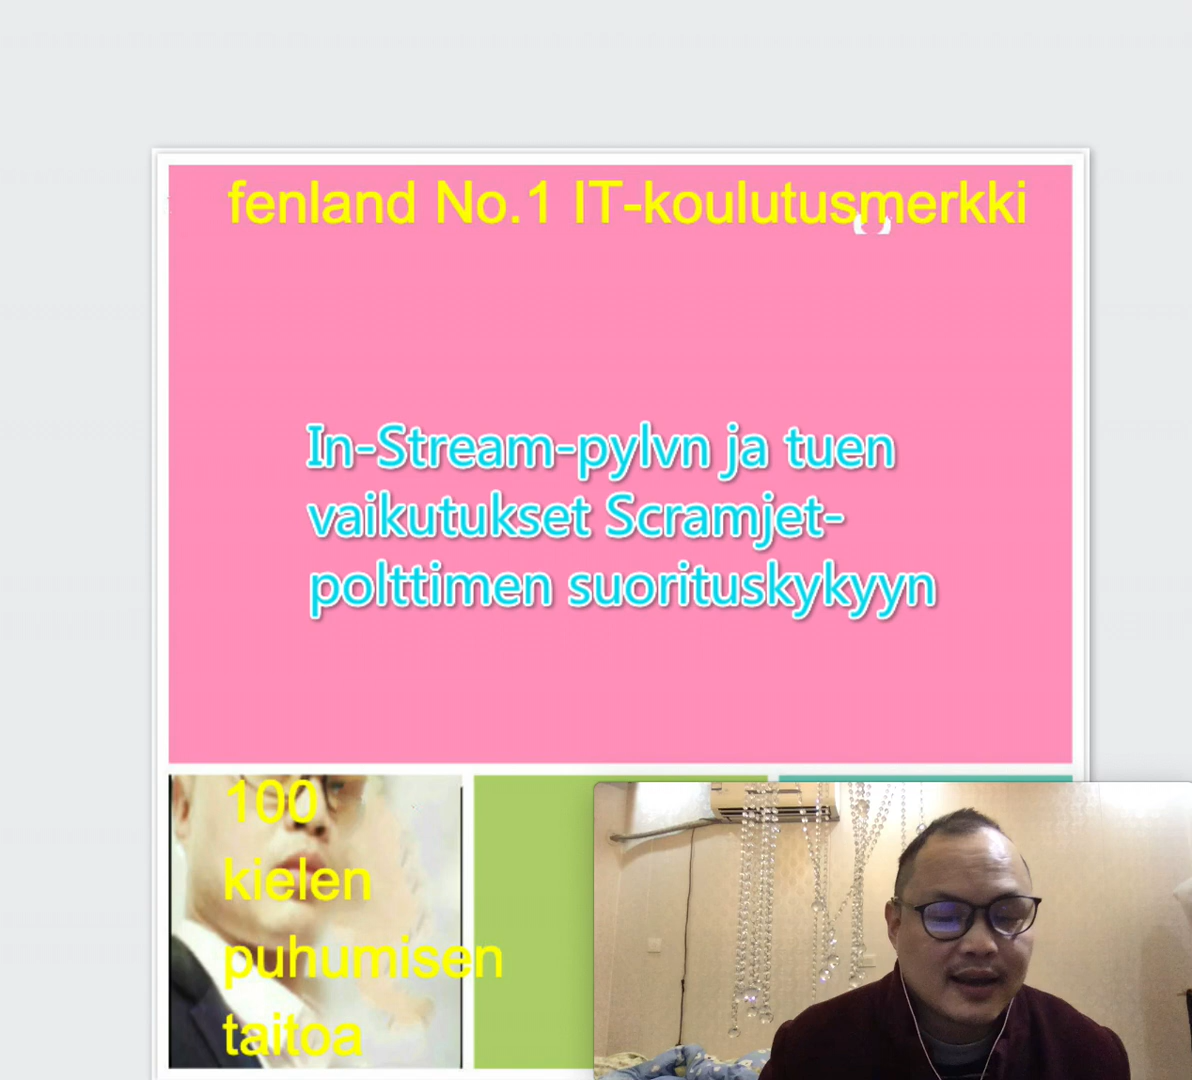 fenland No.1 IT-koulutusmerkki
In-Stream-pylvn ja tuen
vaikutukset Scramjet-
polttimen suorituskykyyn
100
kielen
puhumisen
taitoa